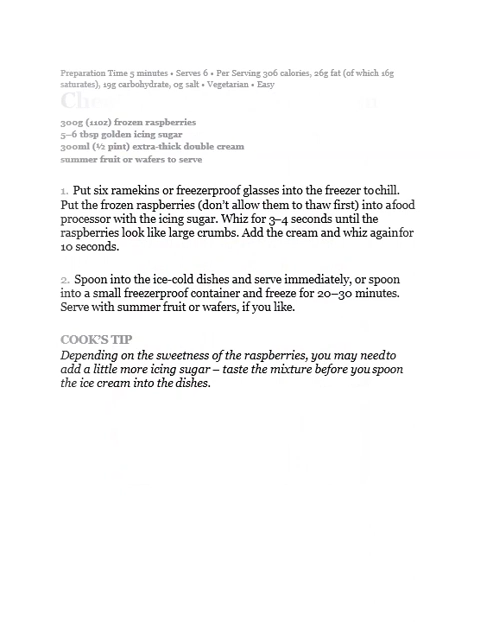 Preparation Time 5 minutes • Serves 6 • Per Serving 306 calories, 26g fat (of which 16g
saturates), 19g carbohydrate, 0g salt • Vegetarian • Easy
300g (11oz) frozen raspberries
5–6 tbsp golden icing sugar
300ml (½ pint) extra-thick double cream
summer fruit or wafers to serve
1. Put six ramekins or freezerproof glasses into the freezer tochill.
Put the frozen raspberries (don’t allow them to thaw first) into afood
processor with the icing sugar. Whiz for 3–4 seconds until the
raspberries look like large crumbs. Add the cream and whiz againfor
10 seconds.
2. Spoon into the ice-cold dishes and serve immediately, or spoon
into a small freezerproof container and freeze for 20–30 minutes.
Serve with summer fruit or wafers, if you like.
COOK’S TIP
Depending on the sweetness of the raspberries, you may needto
add a little more icing sugar – taste the mixture before you spoon
the ice cream into the dishes.